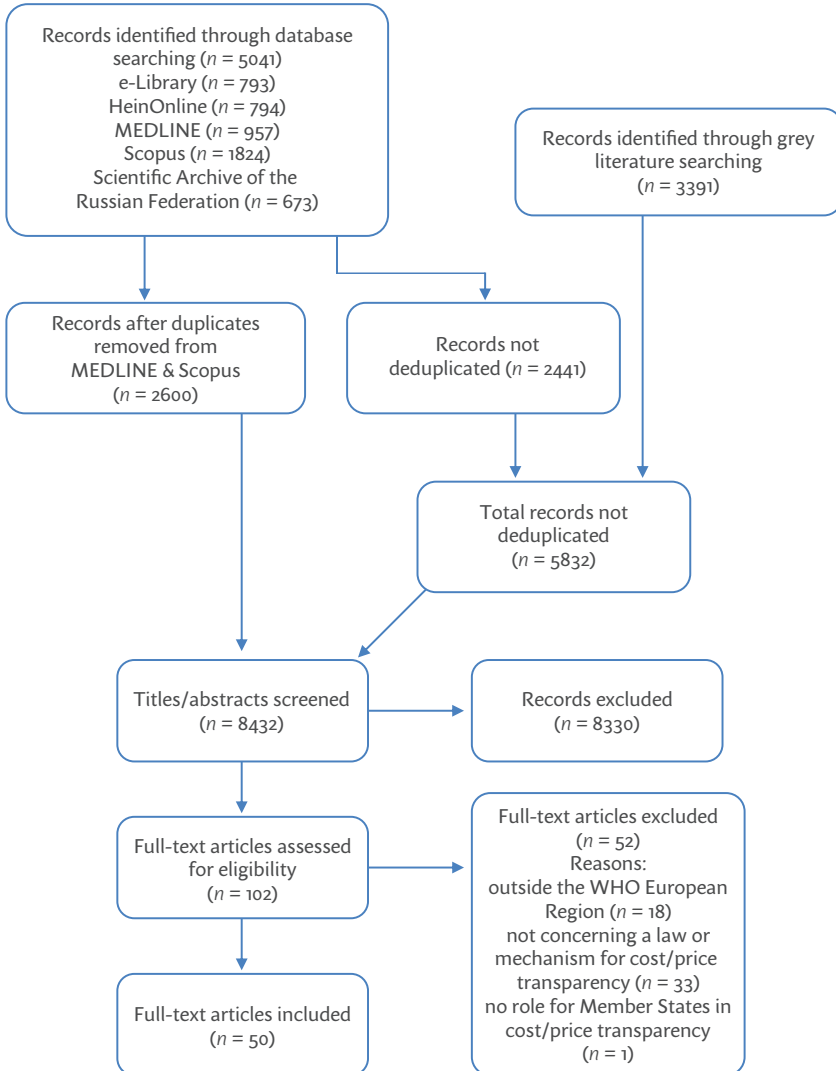 Records identified through database
searching (n = 5041)
e-Library (n = 793)
HeinOnline (n = 794)
MEDLINE (n = 957)
Scopus (n = 1824)
Scientific Archive of the
Russian Federation (n = 673)
Records identified through grey
literature searching
(n = 3391)
Records after duplicates
removed from
MEDLINE & Scopus
(n = 2600)
Records not
deduplicated (n = 2441)
Total records not
deduplicated
(n = 5832)
Titles/abstracts screened
(n = 8432)
Records excluded
(n = 8330)
Full-text articles assessed
for eligibility
(n = 102)
Full-text articles excluded
(n = 52)
Reasons:
outside the WHO European
Region (n = 18)
not concerning a law or
mechanism for cost/price
transparency (n = 33)
no role for Member States in
cost/price transparency
(n = 1)
Full-text articles included
(n = 50)